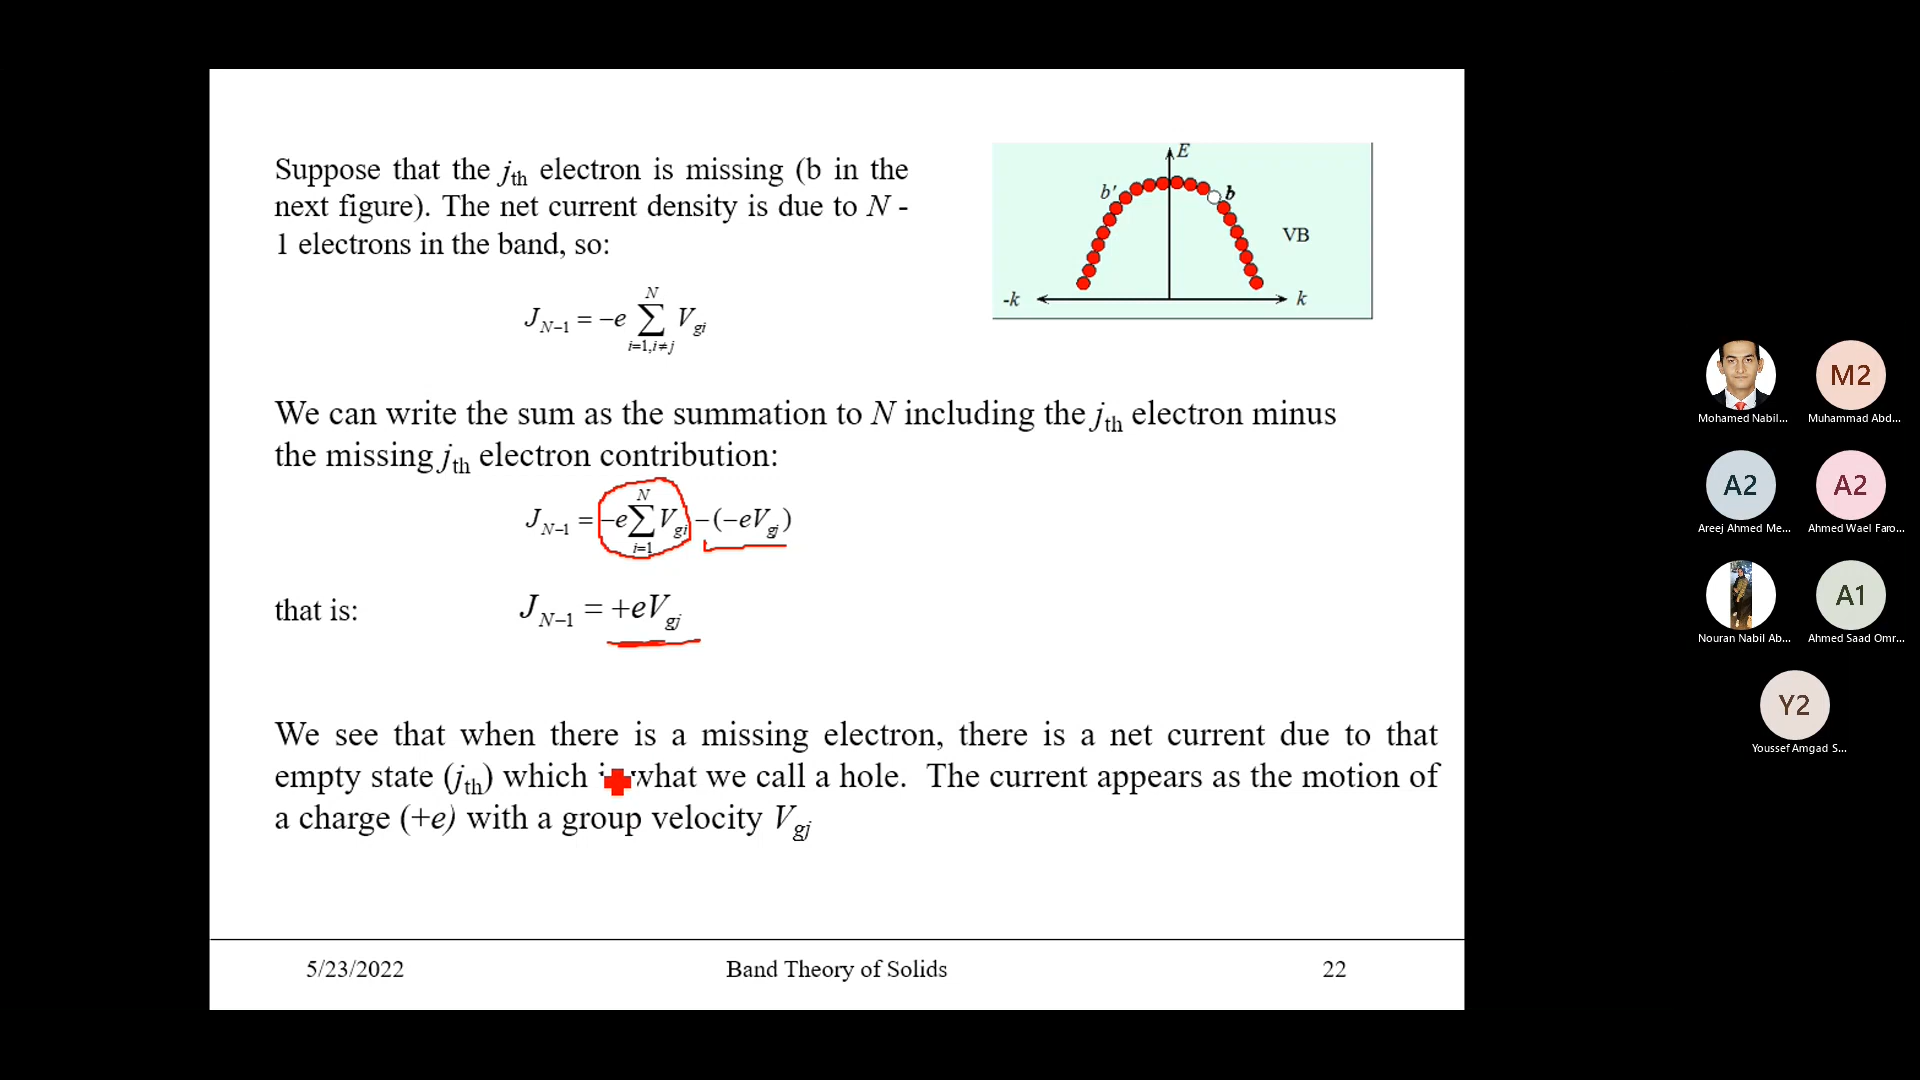 Suppose that the jth electron is missing (b in the
next figure). The net current density is due to N -
1 electrons in the band, so:
E
b'
b
VB
-k
k
J_{N−1} = −e \sum_{i=1,i≠j}^{N} V_{gi}
We can write the sum as the summation to N including the jth electron minus
the missing jth electron contribution:
J_{N−1} = −e \sum_{i=1}^{N} V_{gi} −(−eV_{gj})
that is: J_{N−1} = +eV_{gj}
We see that when there is a missing electron, there is a net current due to that
empty state (jth) which what we call a hole. The current appears as the motion of
a charge (+e) with a group velocity V_{gj}
5/23/2022 Band Theory of Solids 22
M2
Mohamed Nabil... Muhammad Abd...
A2 A2
Areej Ahmed Me... Ahmed Wael Faro...
A1
Nouran Nabil Ab... Ahmed Saad Omr...
Y2
Youssef Amgad S...